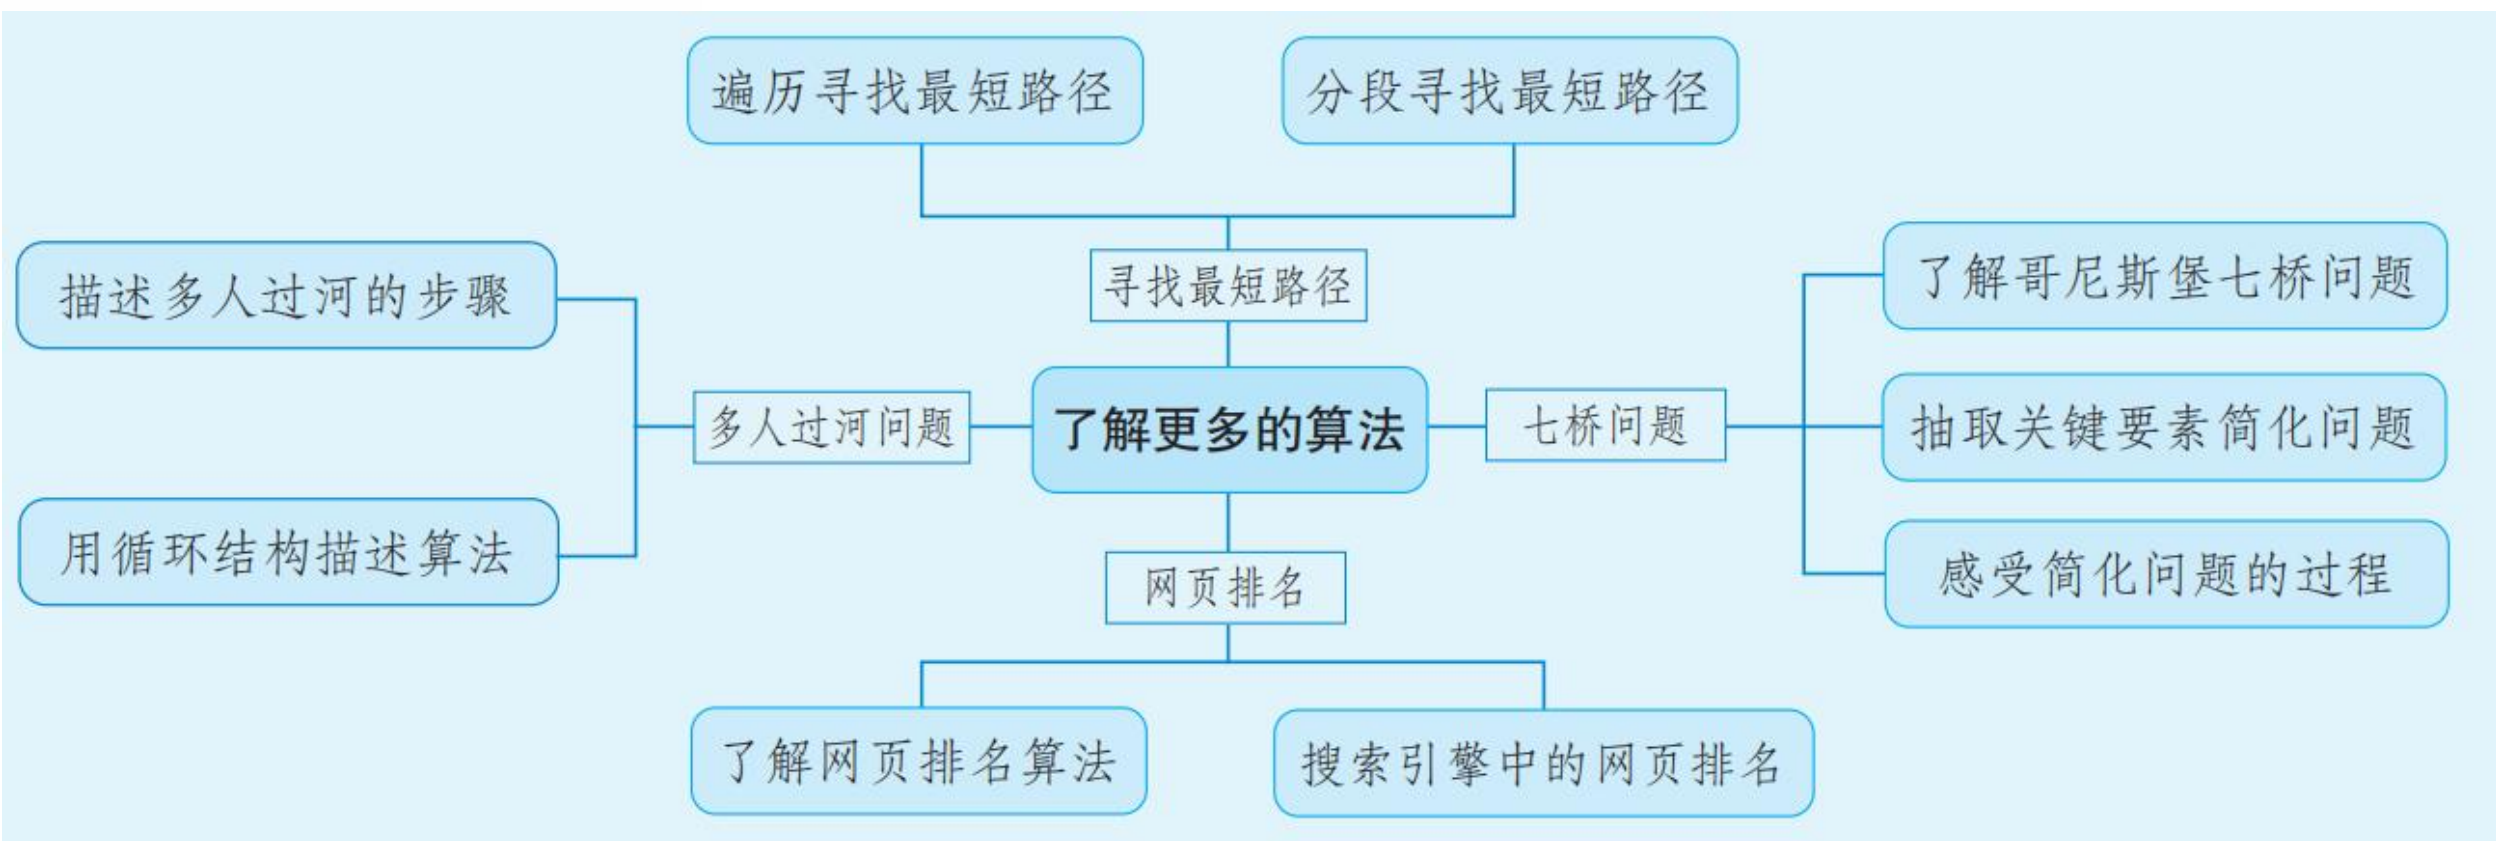 遍历寻找最短路径
分段寻找最短路径
寻找最短路径
描述多人过河的步骤
用循环结构描述算法
多人过河问题
了解更多的算法
七桥问题
了解哥尼斯堡七桥问题
抽取关键要素简化问题
感受简化问题的过程
网页排名
了解网页排名算法
搜索引擎中的网页排名